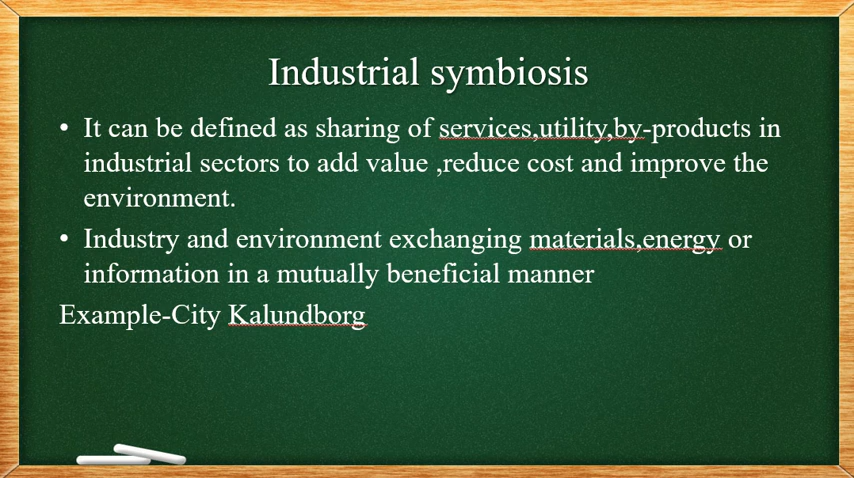 Industrial symbiosis
• It can be defined as sharing of services,utility,by-products in
industrial sectors to add value ,reduce cost and improve the
environment.
• Industry and environment exchanging materials,energy or
information in a mutually beneficial manner
Example-City Kalundborg